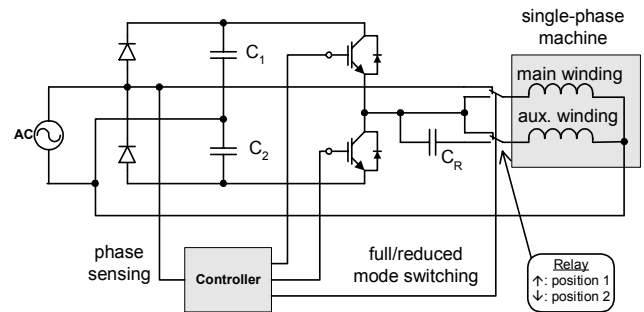 single-phase
machine
main winding
aux. winding
C1
AC
C2
CR
phase
sensing
Controller
full/reduced
mode switching
Relay
↑: position 1
↓: position 2